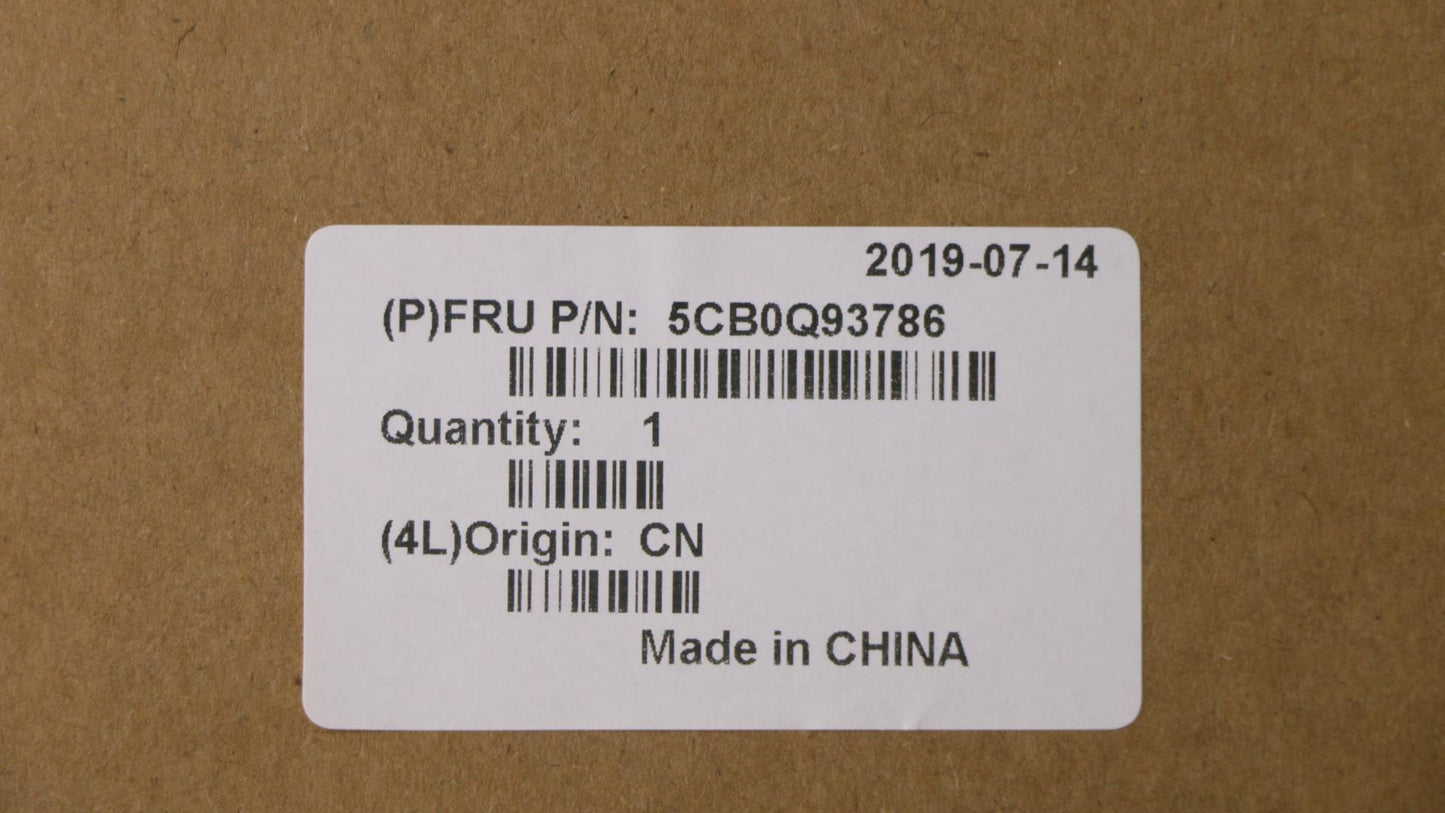 2019-07-14
(P)FRU P/N: 5CB0Q93786
Quantity: 1
(4L)Origin: CN
Made in CHINA